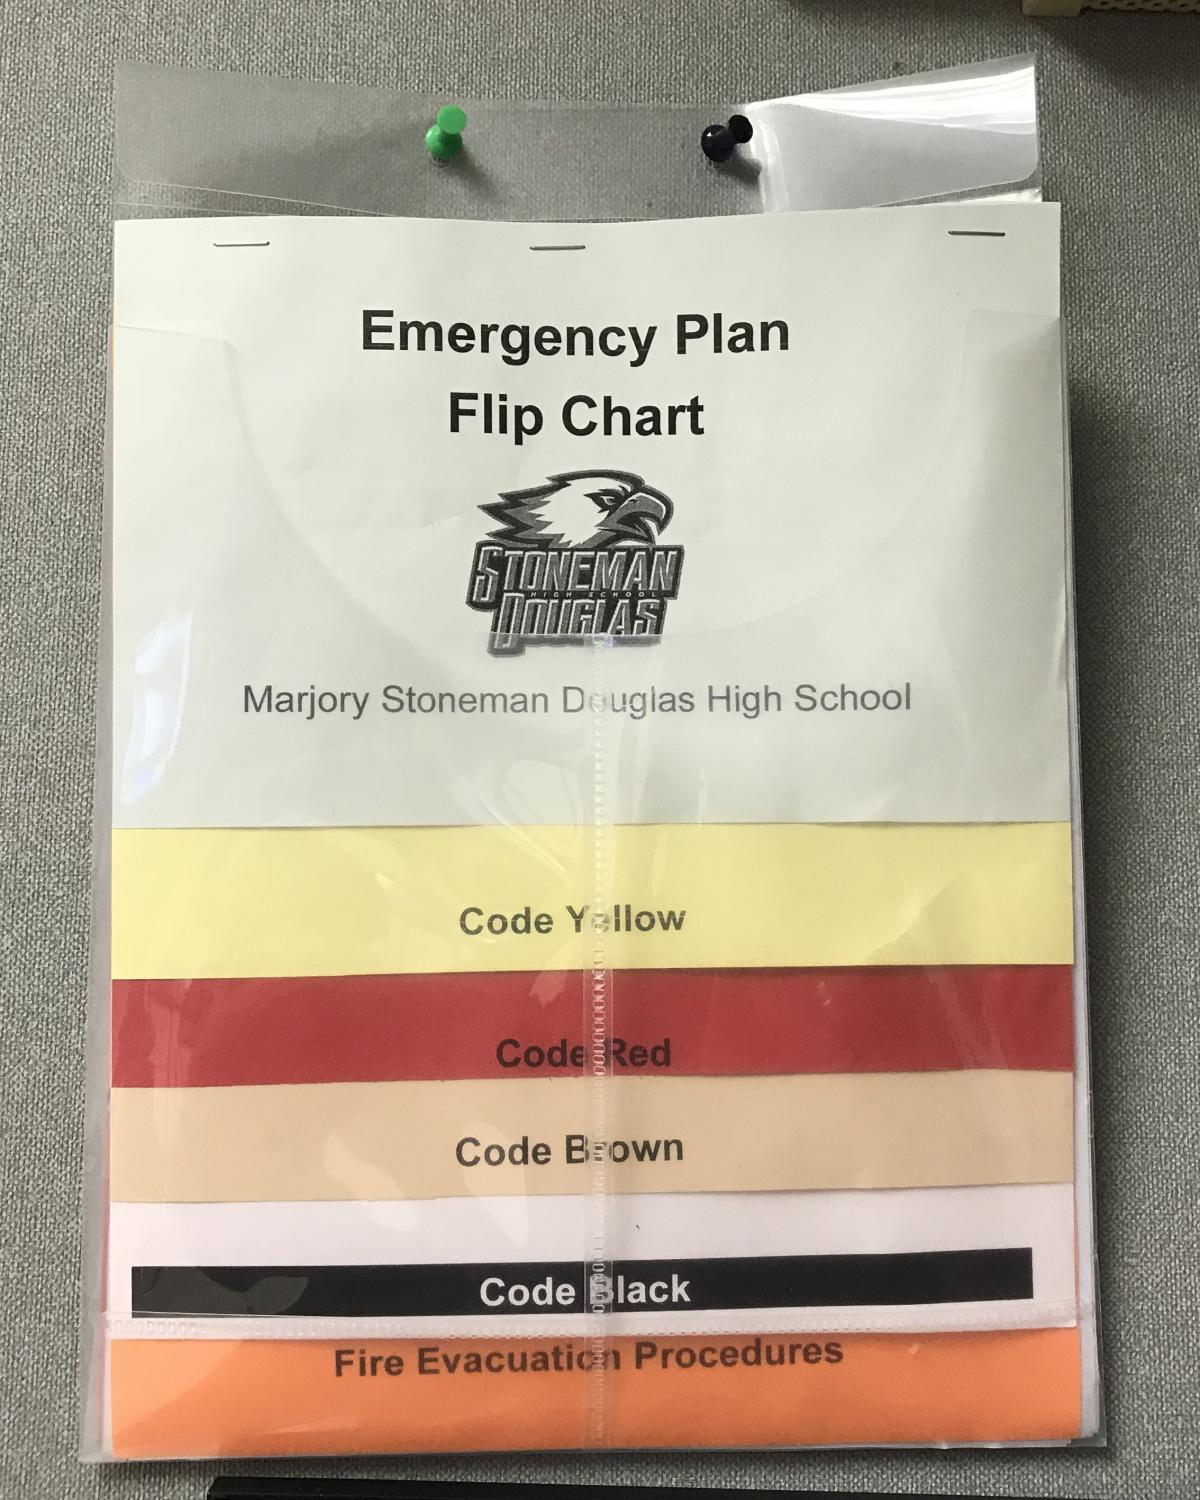 Emergency Plan
Flip Chart
STONEMAN
HIGH SCHOOL
DOUGLAS
Marjory Stoneman Douglas High School
Code Yellow
Code Red
Code Brown
Code Black
Fire Evacuation Procedures